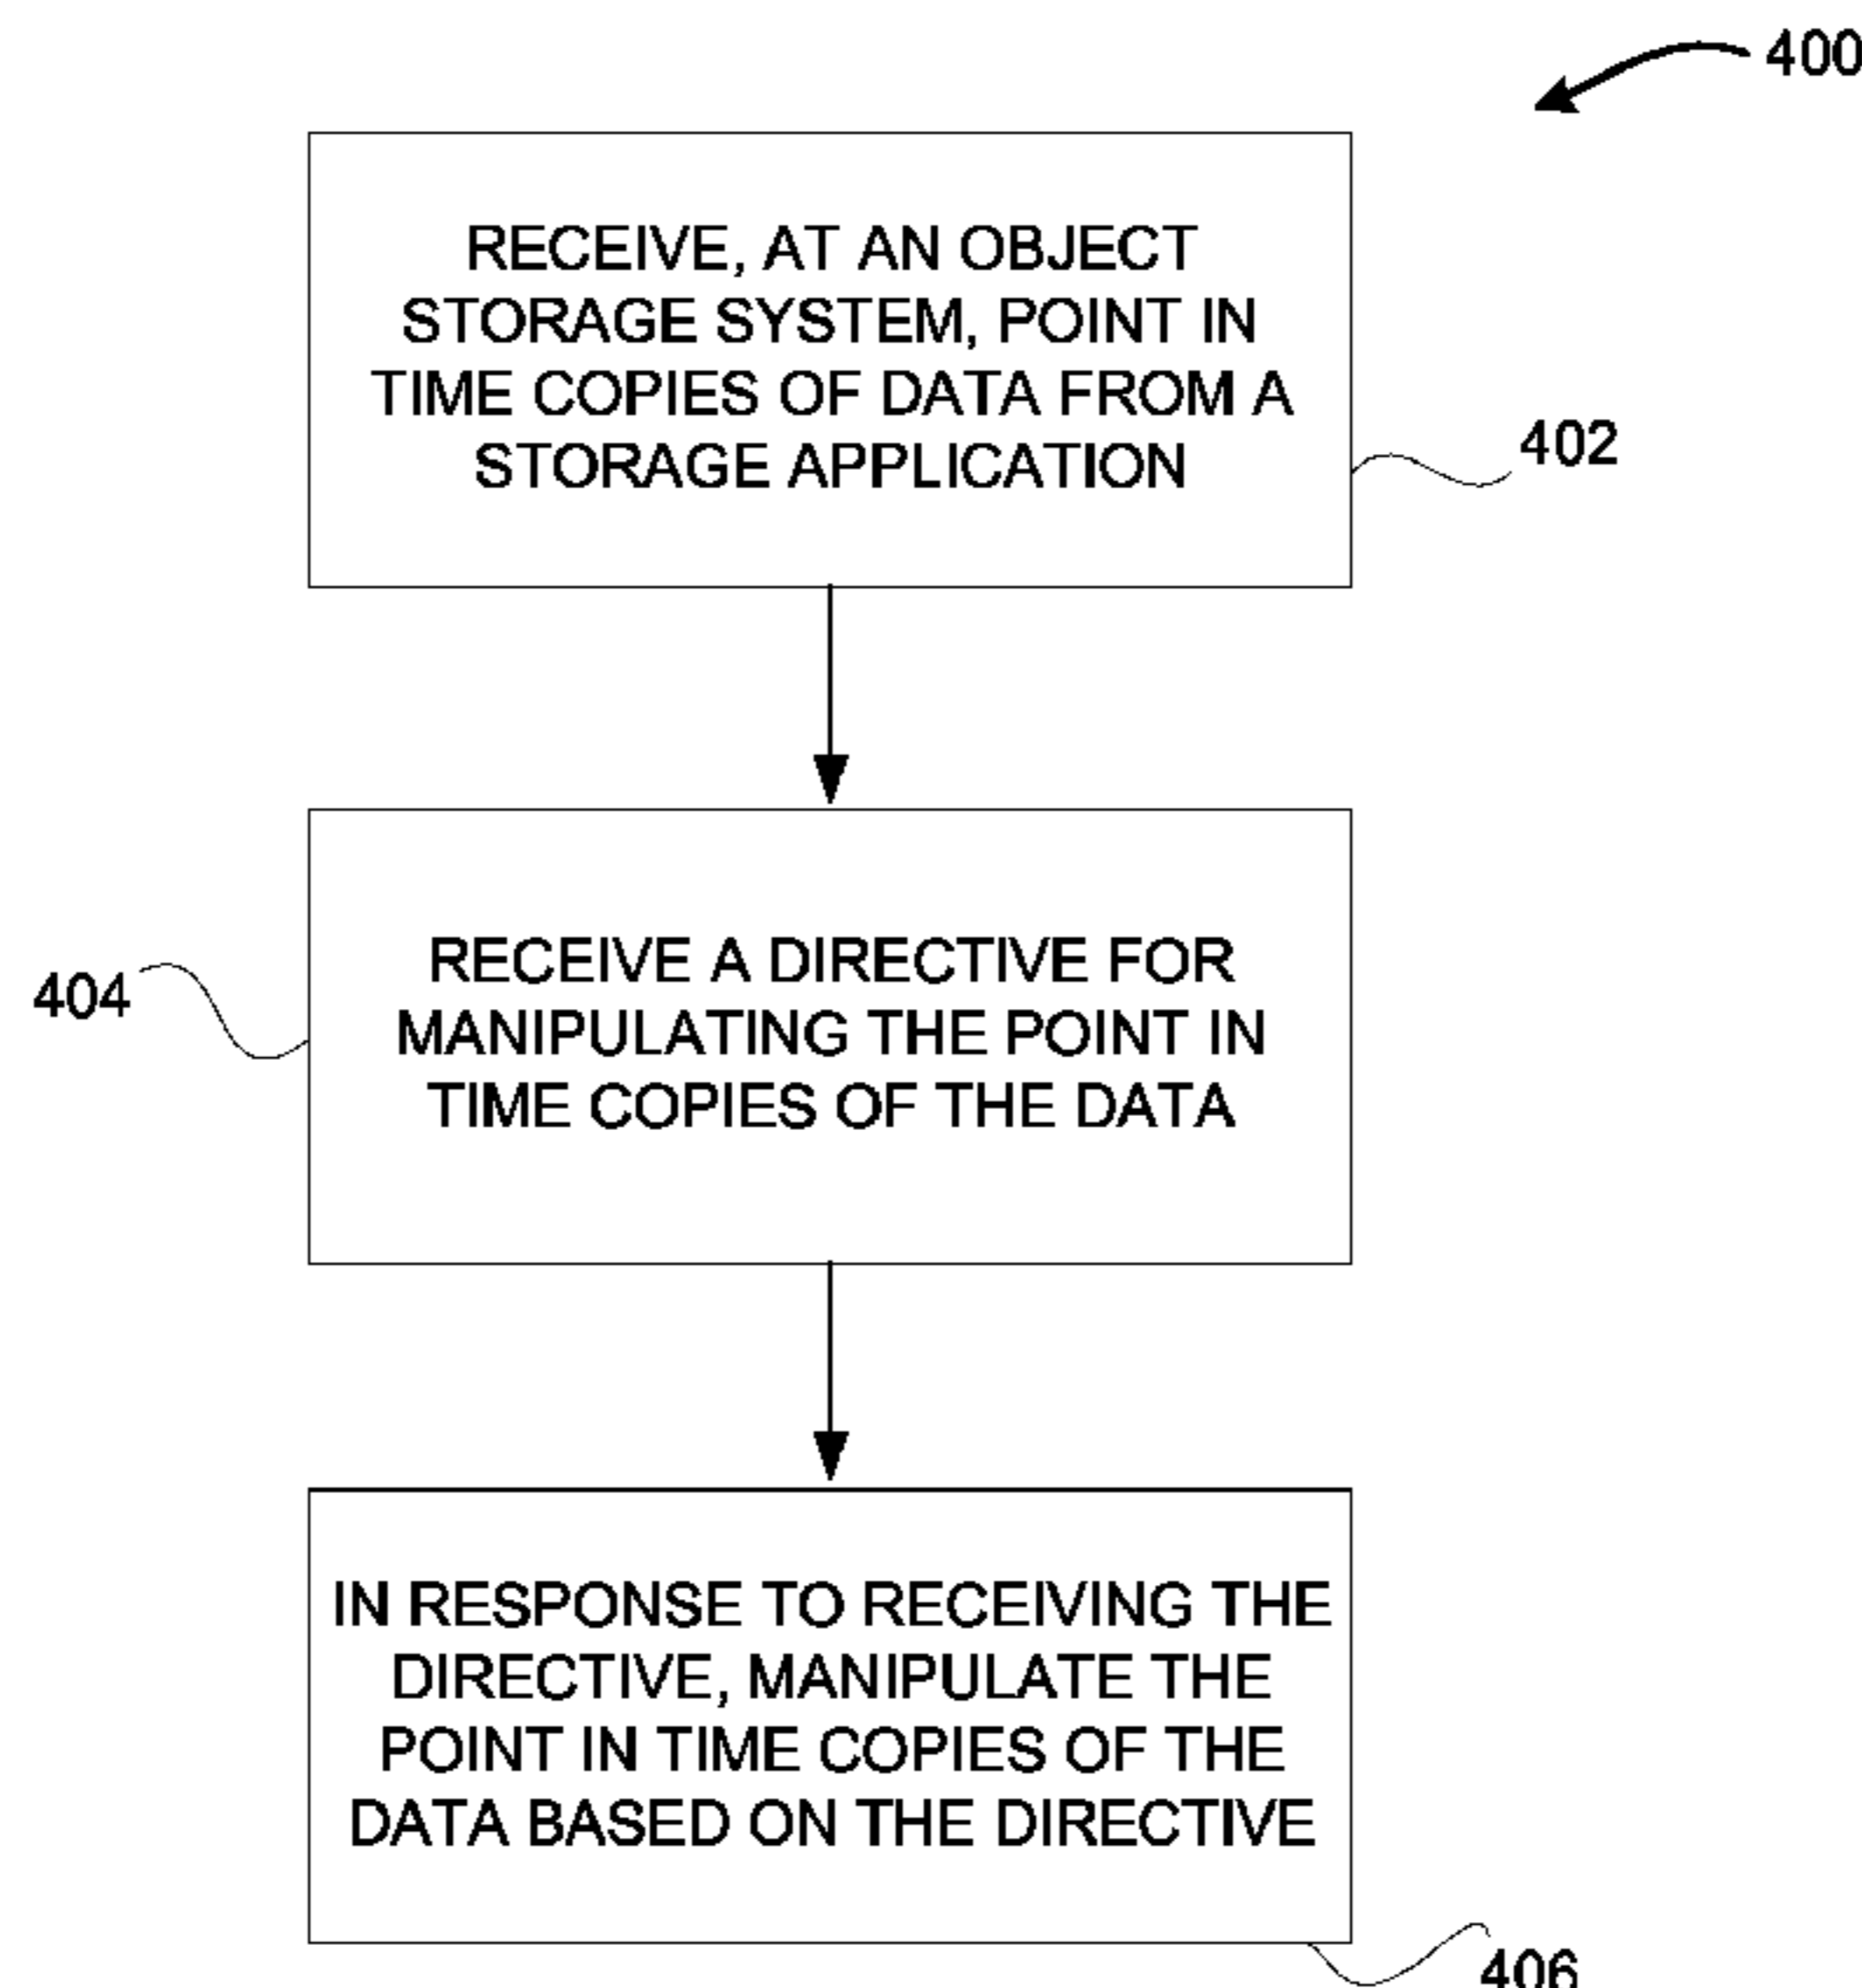 400
RECEIVE, AT AN OBJECT
STORAGE SYSTEM, POINT IN
TIME COPIES OF DATA FROM A
STORAGE APPLICATION
402
RECEIVE A DIRECTIVE FOR
MANIPULATING THE POINT IN
TIME COPIES OF THE DATA
404
IN RESPONSE TO RECEIVING THE
DIRECTIVE, MANIPULATE THE
POINT IN TIME COPIES OF THE
DATA BASED ON THE DIRECTIVE
406